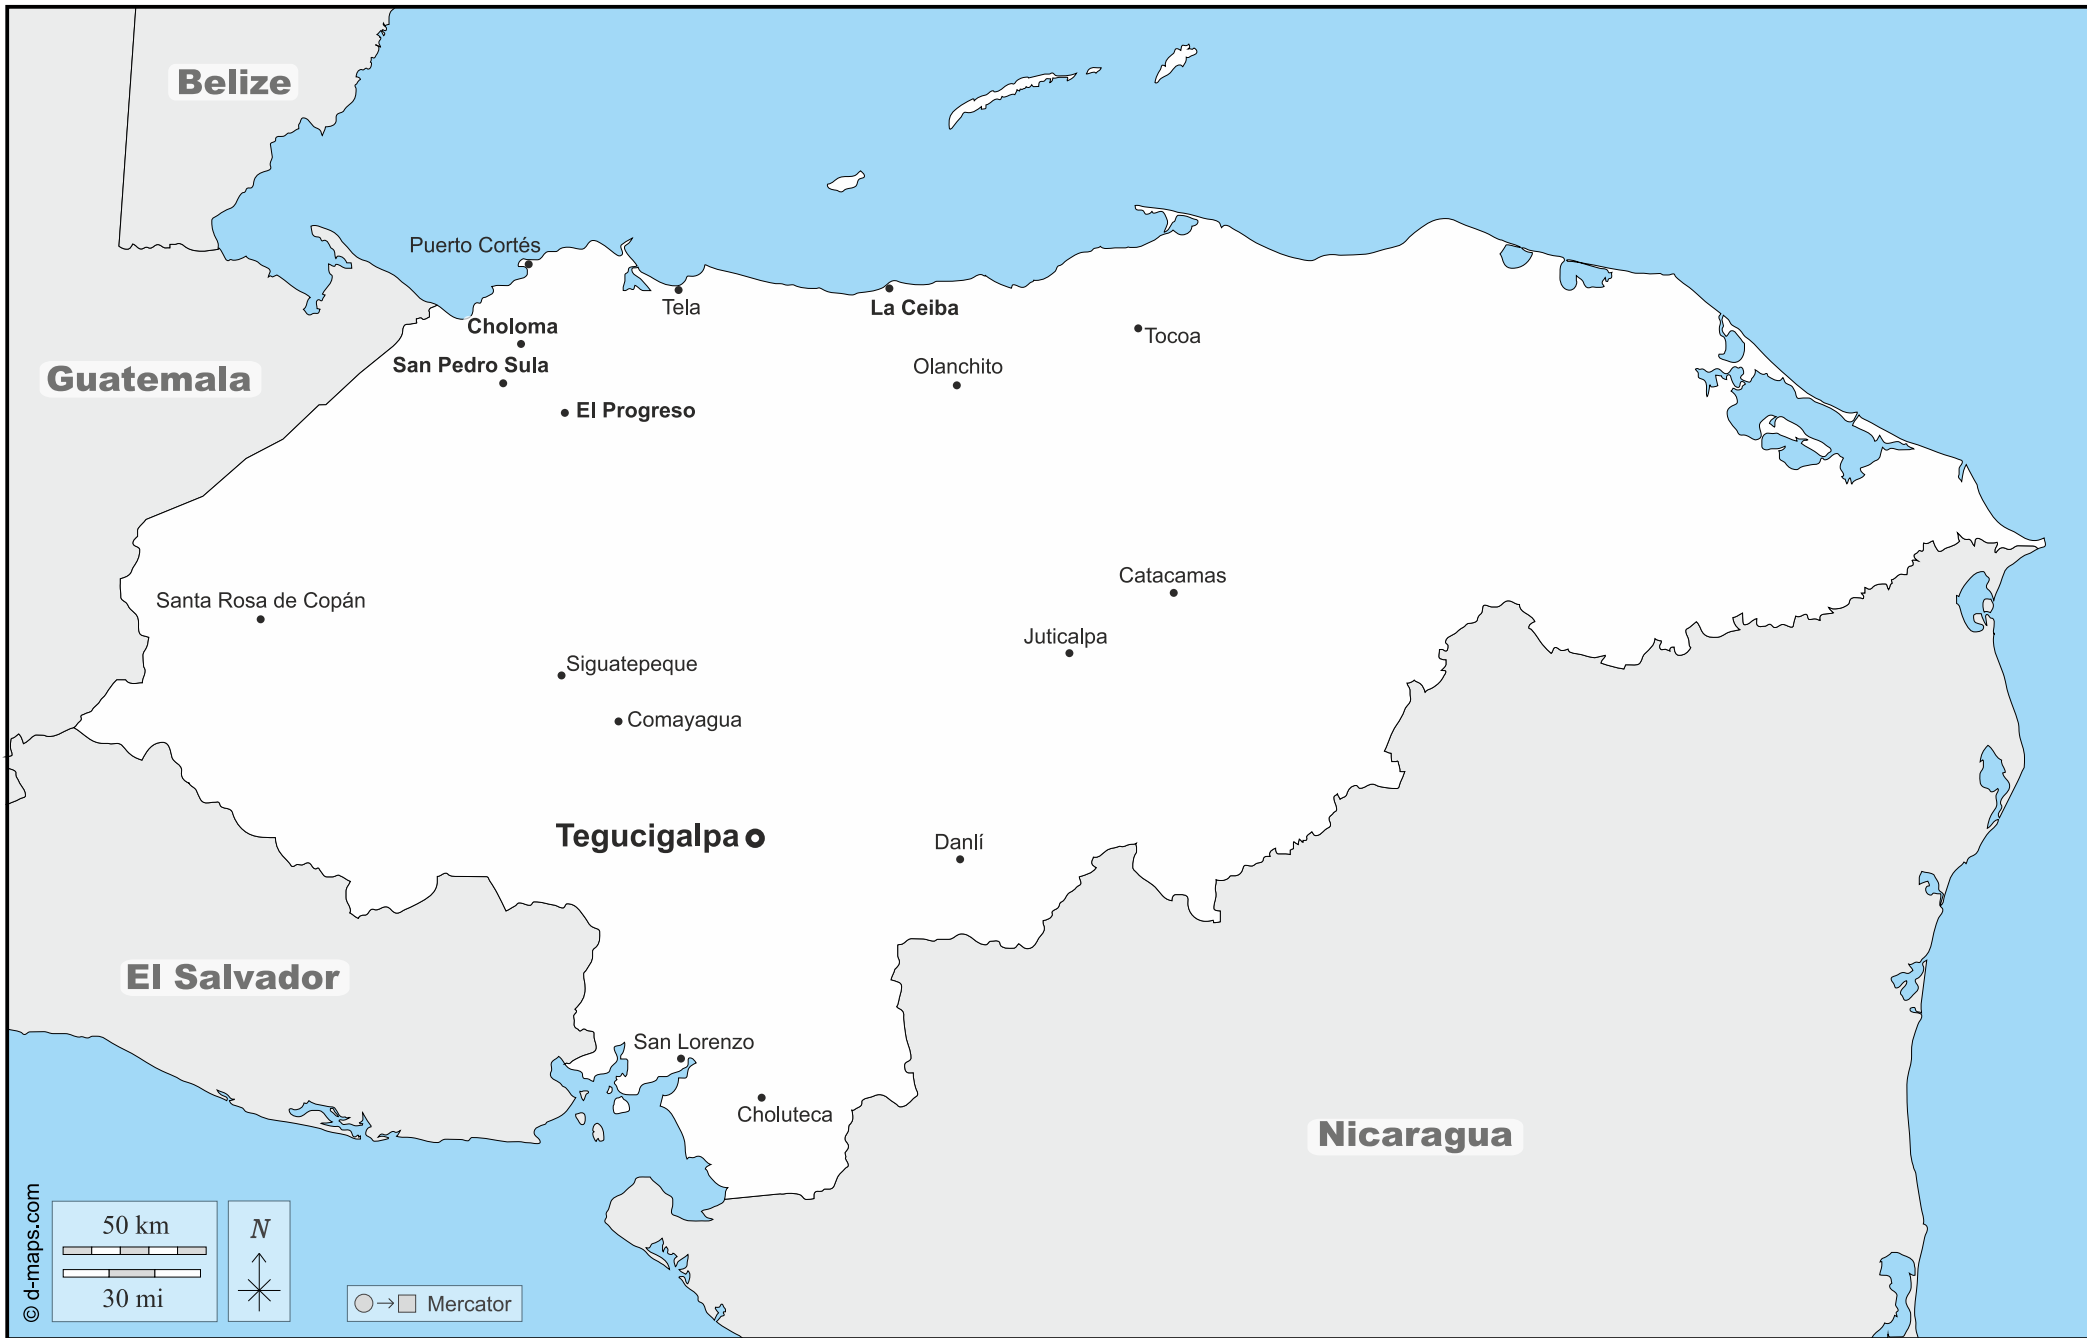 Belize
Puerto Cortés
Tela
La Ceiba
Choloma
Tocoa
San Pedro Sula
Olanchito
Guatemala
El Progreso
Catacamas
Santa Rosa de Copán
Juticalpa
Siguatepeque
Comayagua
Tegucigalpa
Danlí
El Salvador
San Lorenzo
Choluteca
Nicaragua
© d-maps.com
50 km
30 mi
N
Mercator